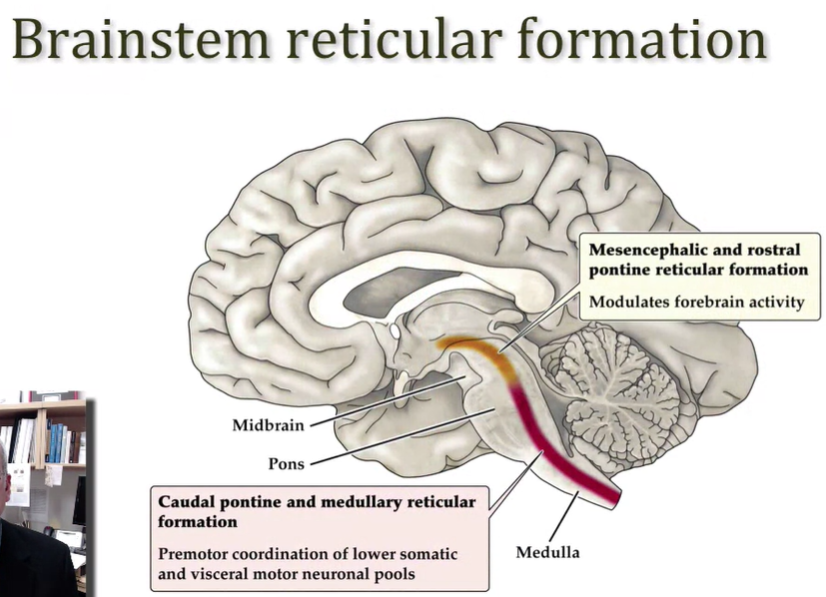 Brainstem reticular formation
Mesencephalic and rostral
pontine reticular formation
Modulates forebrain activity
Midbrain
Pons
Caudal pontine and medullary reticular
formation
Premotor coordination of lower somatic
and visceral motor neuronal pools
Medulla